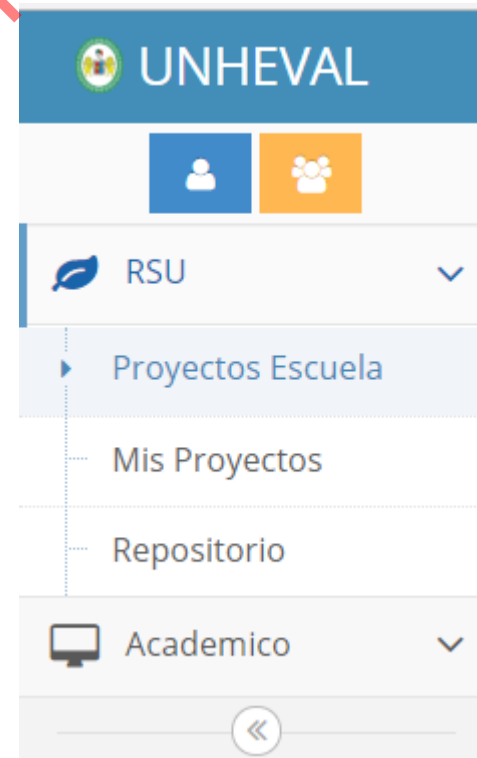 UNHEVAL
RSU
Proyectos Escuela
Mis Proyectos
Repositorio
Academico